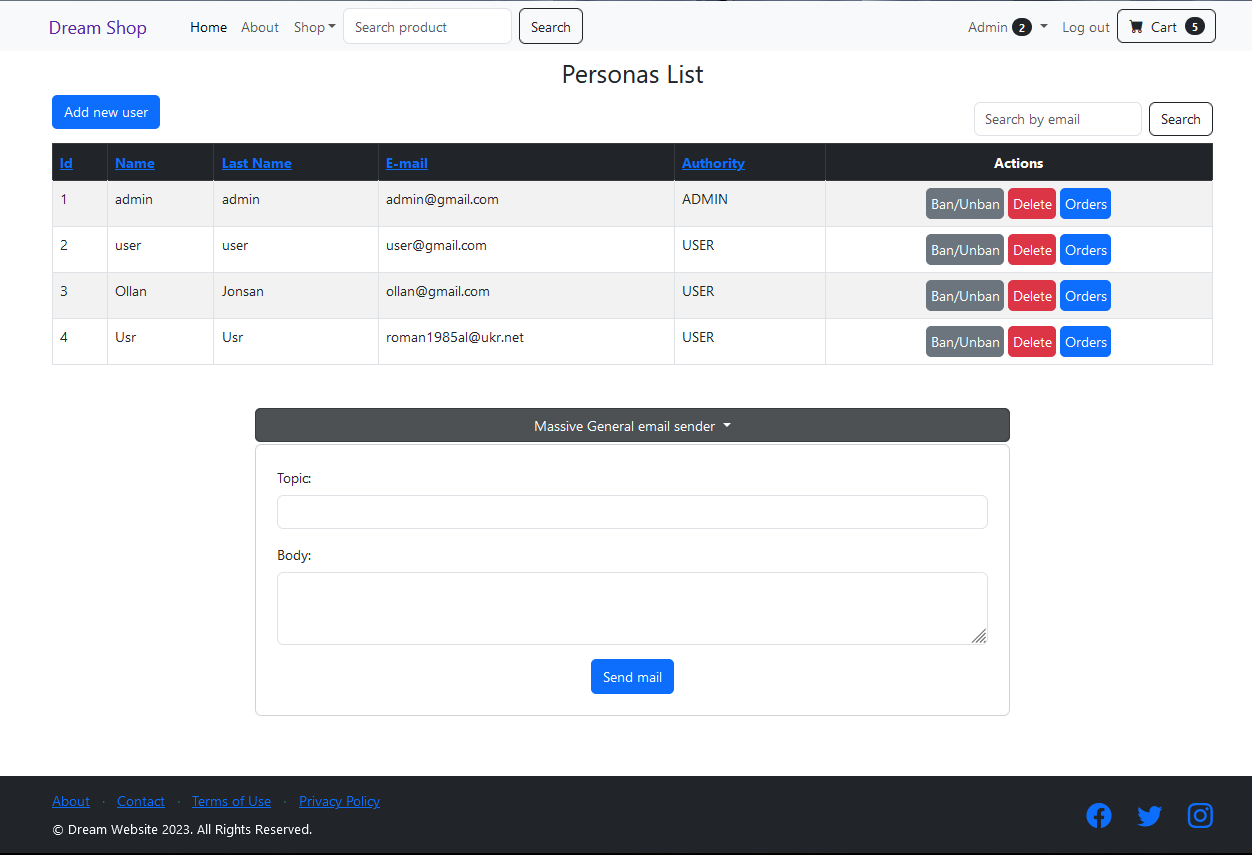 Dream Shop Home About Shop Search product Search Admin 2 Log out Cart 5
Personas List
Add new user Search by email Search
Id Name Last Name E-mail Authority Actions
1 admin admin admin@gmail.com ADMIN Ban/Unban Delete Orders
2 user user user@gmail.com USER Ban/Unban Delete Orders
3 Ollan Jonsan ollan@gmail.com USER Ban/Unban Delete Orders
4 Usr Usr roman1985al@ukr.net USER Ban/Unban Delete Orders
Massive General email sender
Topic:
Body:
Send mail
About · Contact · Terms of Use · Privacy Policy
© Dream Website 2023. All Rights Reserved.